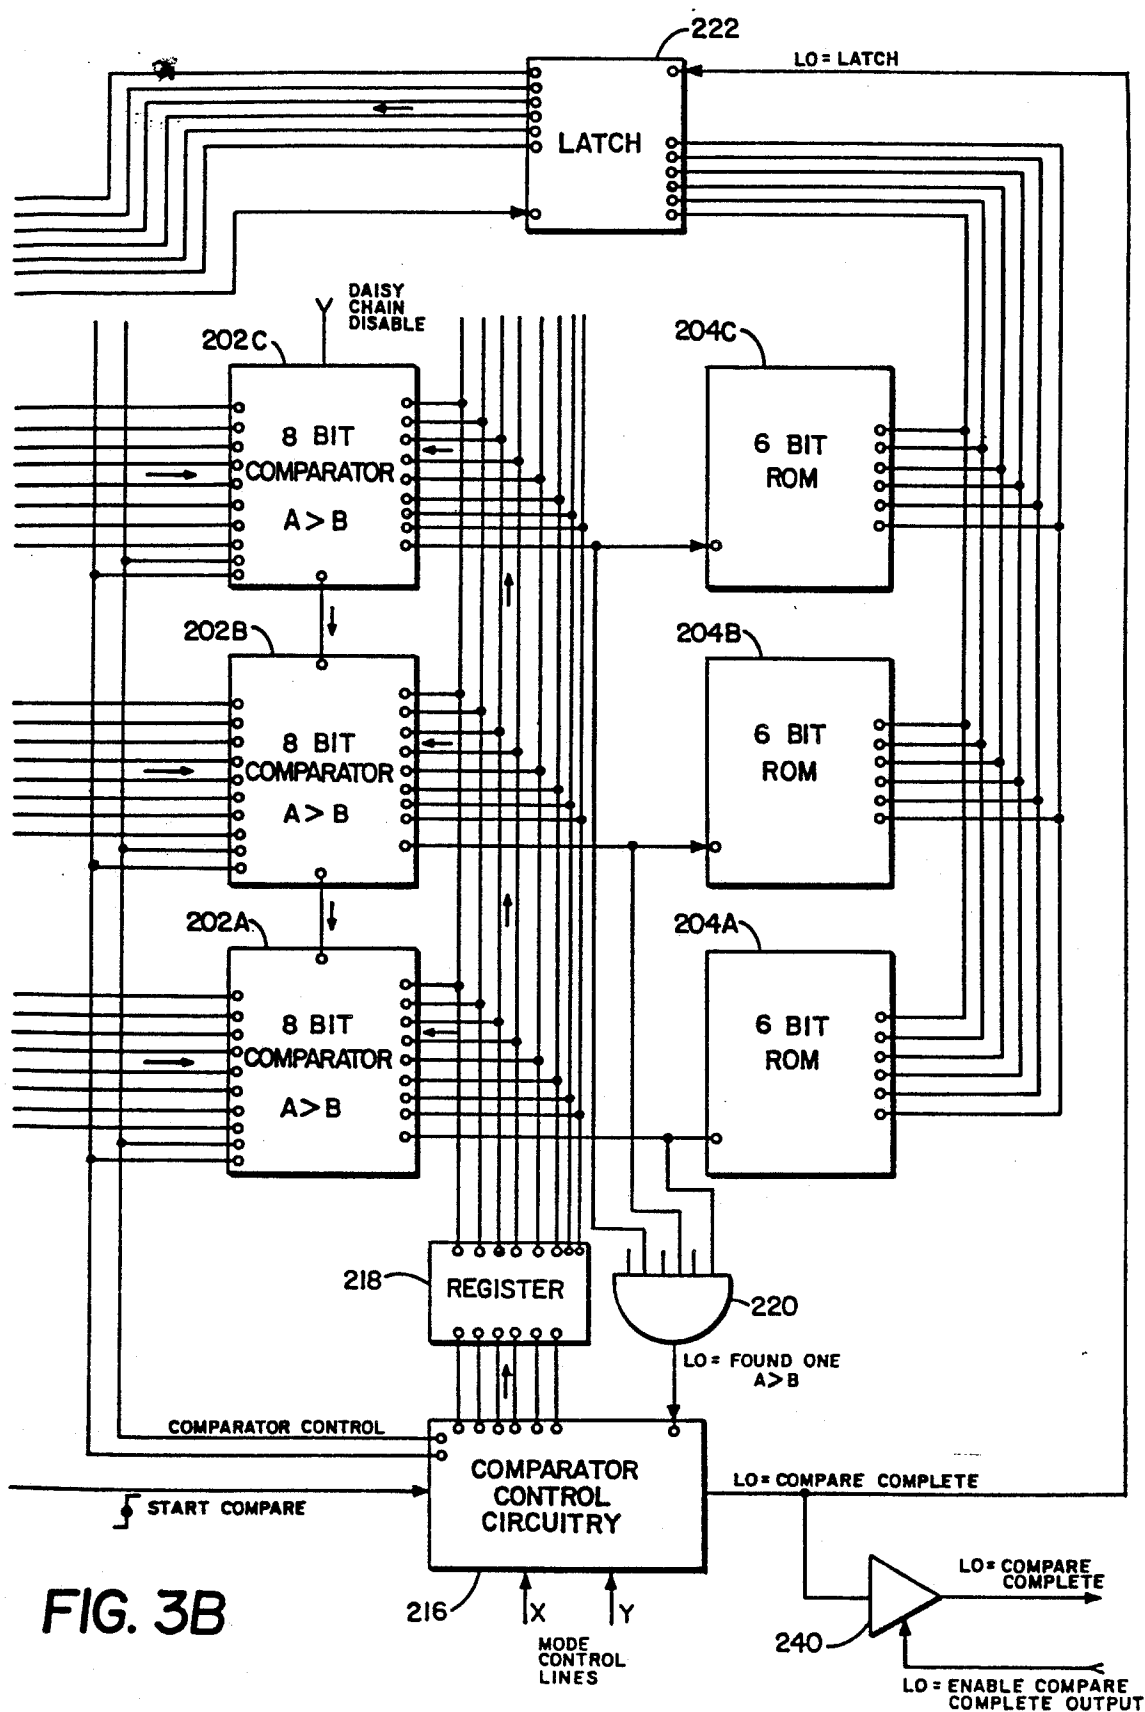 222
LO = LATCH
LATCH
DAISY
CHAIN
DISABLE
202C
204C
8 BIT
COMPARATOR
A > B
6 BIT
ROM
202B
204B
8 BIT
COMPARATOR
A > B
6 BIT
ROM
202A
204A
8 BIT
COMPARATOR
A > B
6 BIT
ROM
218
REGISTER
220
LO = FOUND ONE
A > B
COMPARATOR CONTROL
COMPARATOR
CONTROL
CIRCUITRY
LO = COMPARE COMPLETE
START COMPARE
216
X
Y
MODE
CONTROL
LINES
LO = COMPARE
COMPLETE
240
LO = ENABLE COMPARE
COMPLETE OUTPUT
FIG. 3B